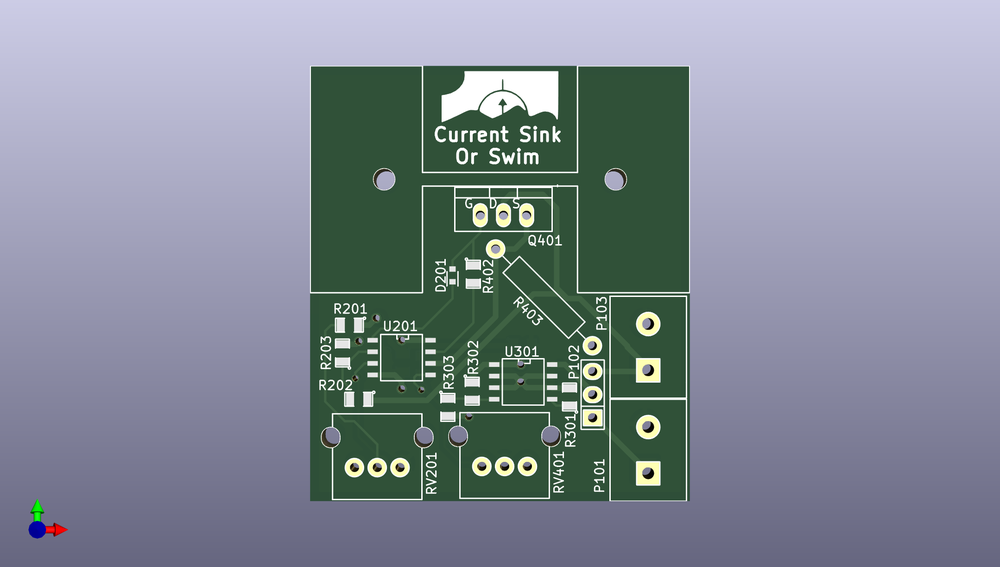 Current Sink
Or Swim
G D S
Q401
D201
R402
R403
P103
R201
U201
R203
R202
R303
R302
U301
P102
R301
RV201
RV401
P101